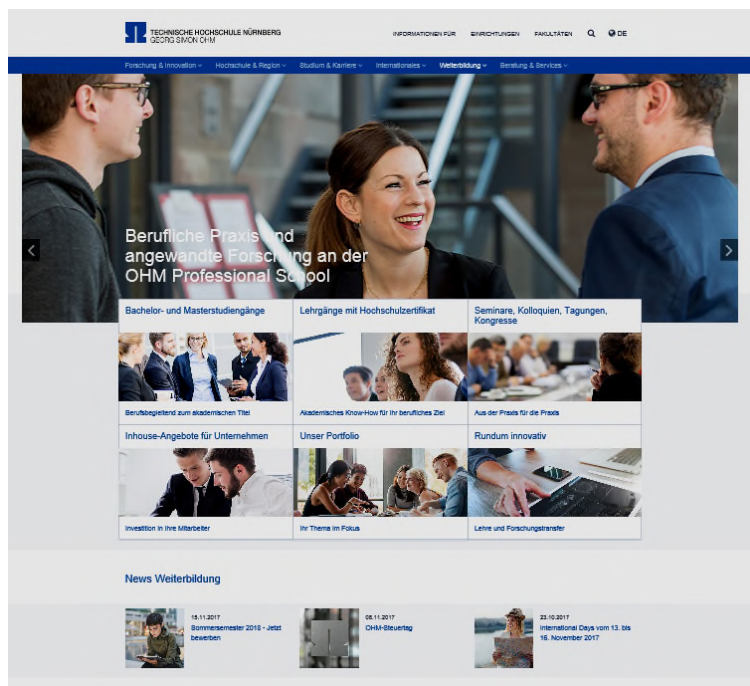 TECHNISCHE HOCHSCHULE NÜRNBERG
GEORG SIMON OHM
INFORMATIONEN FÜR EINRICHTUNGEN FAKULTÄTEN DE
Forschung & Innovation Hochschule & Region Studium & Karriere Internationales Weiterbildung Beratung & Services
Berufliche Praxis und
angewandte Forschung an der
OHM Professional School
Bachelor- und Masterstudiengänge
Berufsbegleitend zum akademischen Titel
Lehrgänge mit Hochschulzertifikat
Akademisches Know-How für Ihr berufliches Ziel
Seminare, Kolloquien, Tagungen,
Kongresse
Aus der Praxis für die Praxis
Inhouse-Angebote für Unternehmen
Investition in Ihre Mitarbeiter
Unser Portfolio
Ihr Thema im Fokus
Rundum innovativ
Lehre und Forschungstransfer
News Weiterbildung
15.11.2017
Sommersemester 2018 - Jetzt
bewerben
08.11.2017
OHM-Steuertag
23.10.2017
International Days vom 13. bis
16. November 2017